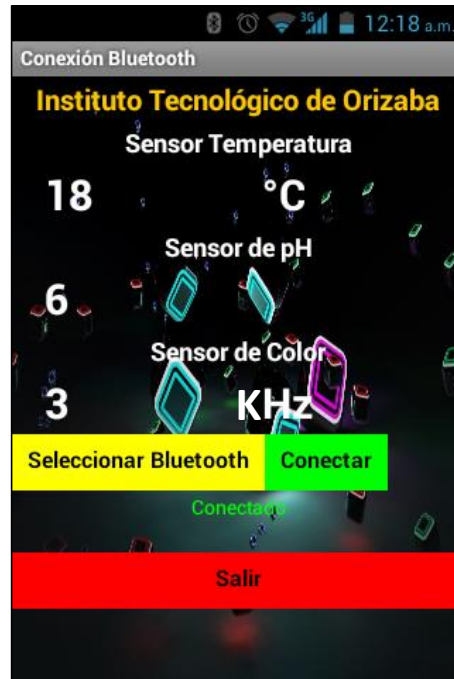 3G 12:18 a.m.
Conexión Bluetooth
Instituto Tecnológico de Orizaba
Sensor Temperatura
18 °C
Sensor de pH
6
Sensor de Color
3 KHz
Seleccionar Bluetooth Conectar
Conectado
Salir